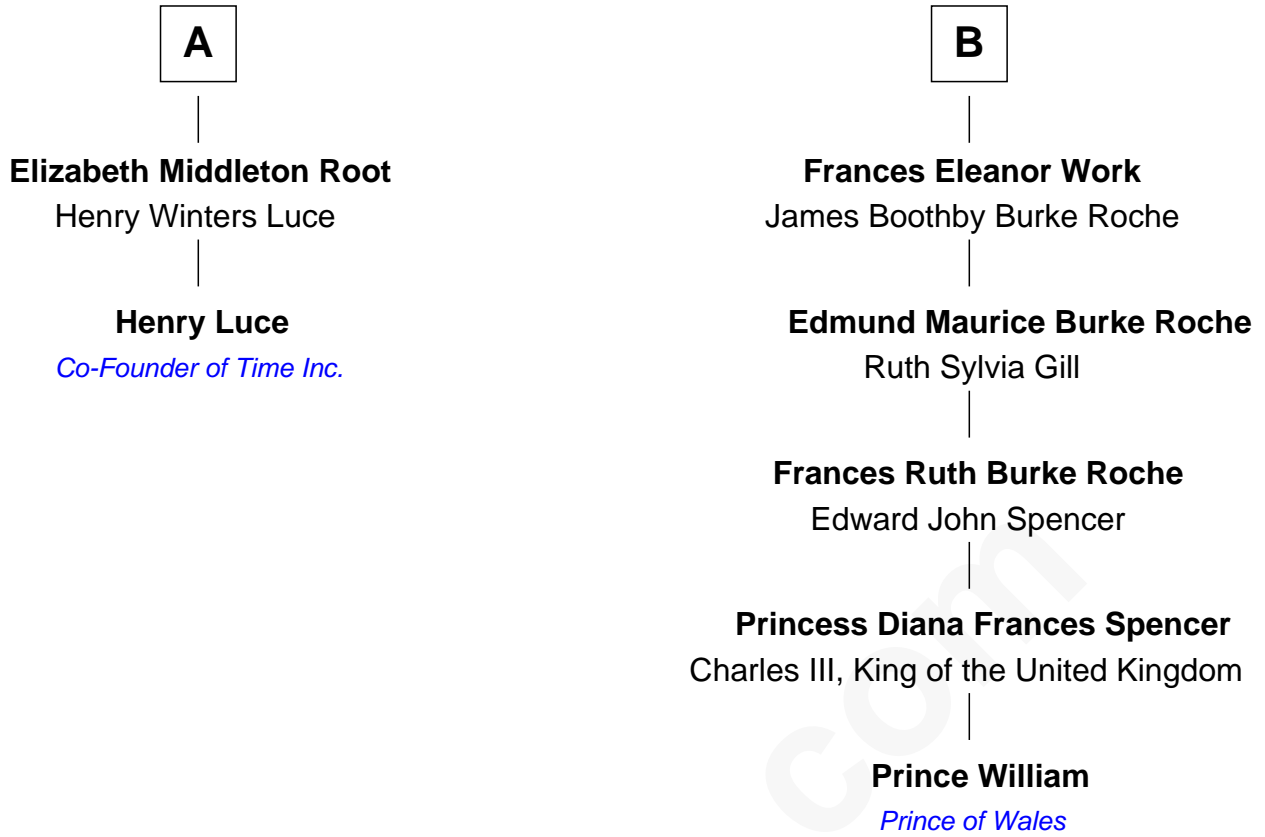 A
Elizabeth Middleton Root
Henry Winters Luce
Henry Luce
Co-Founder of Time Inc.
B
Frances Eleanor Work
James Boothby Burke Roche
Edmund Maurice Burke Roche
Ruth Sylvia Gill
Frances Ruth Burke Roche
Edward John Spencer
Princess Diana Frances Spencer
Charles III, King of the United Kingdom
Prince William
Prince of Wales
com